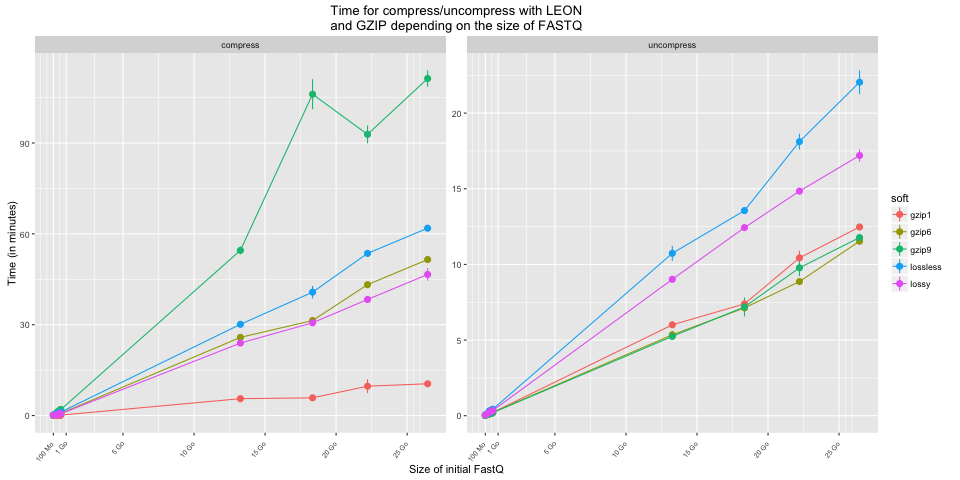 Time for compress/uncompress with LEON
and GZIP depending on the size of FASTQ
compress
uncompress
Time (in minutes)
90
60
30
0
20
15
10
5
0
100 Mo
1 Go
5 Go
10 Go
15 Go
20 Go
25 Go
100 Mo
1 Go
5 Go
10 Go
15 Go
20 Go
25 Go
Size of initial FastQ
soft
gzip1
gzip6
gzip9
lossless
lossy